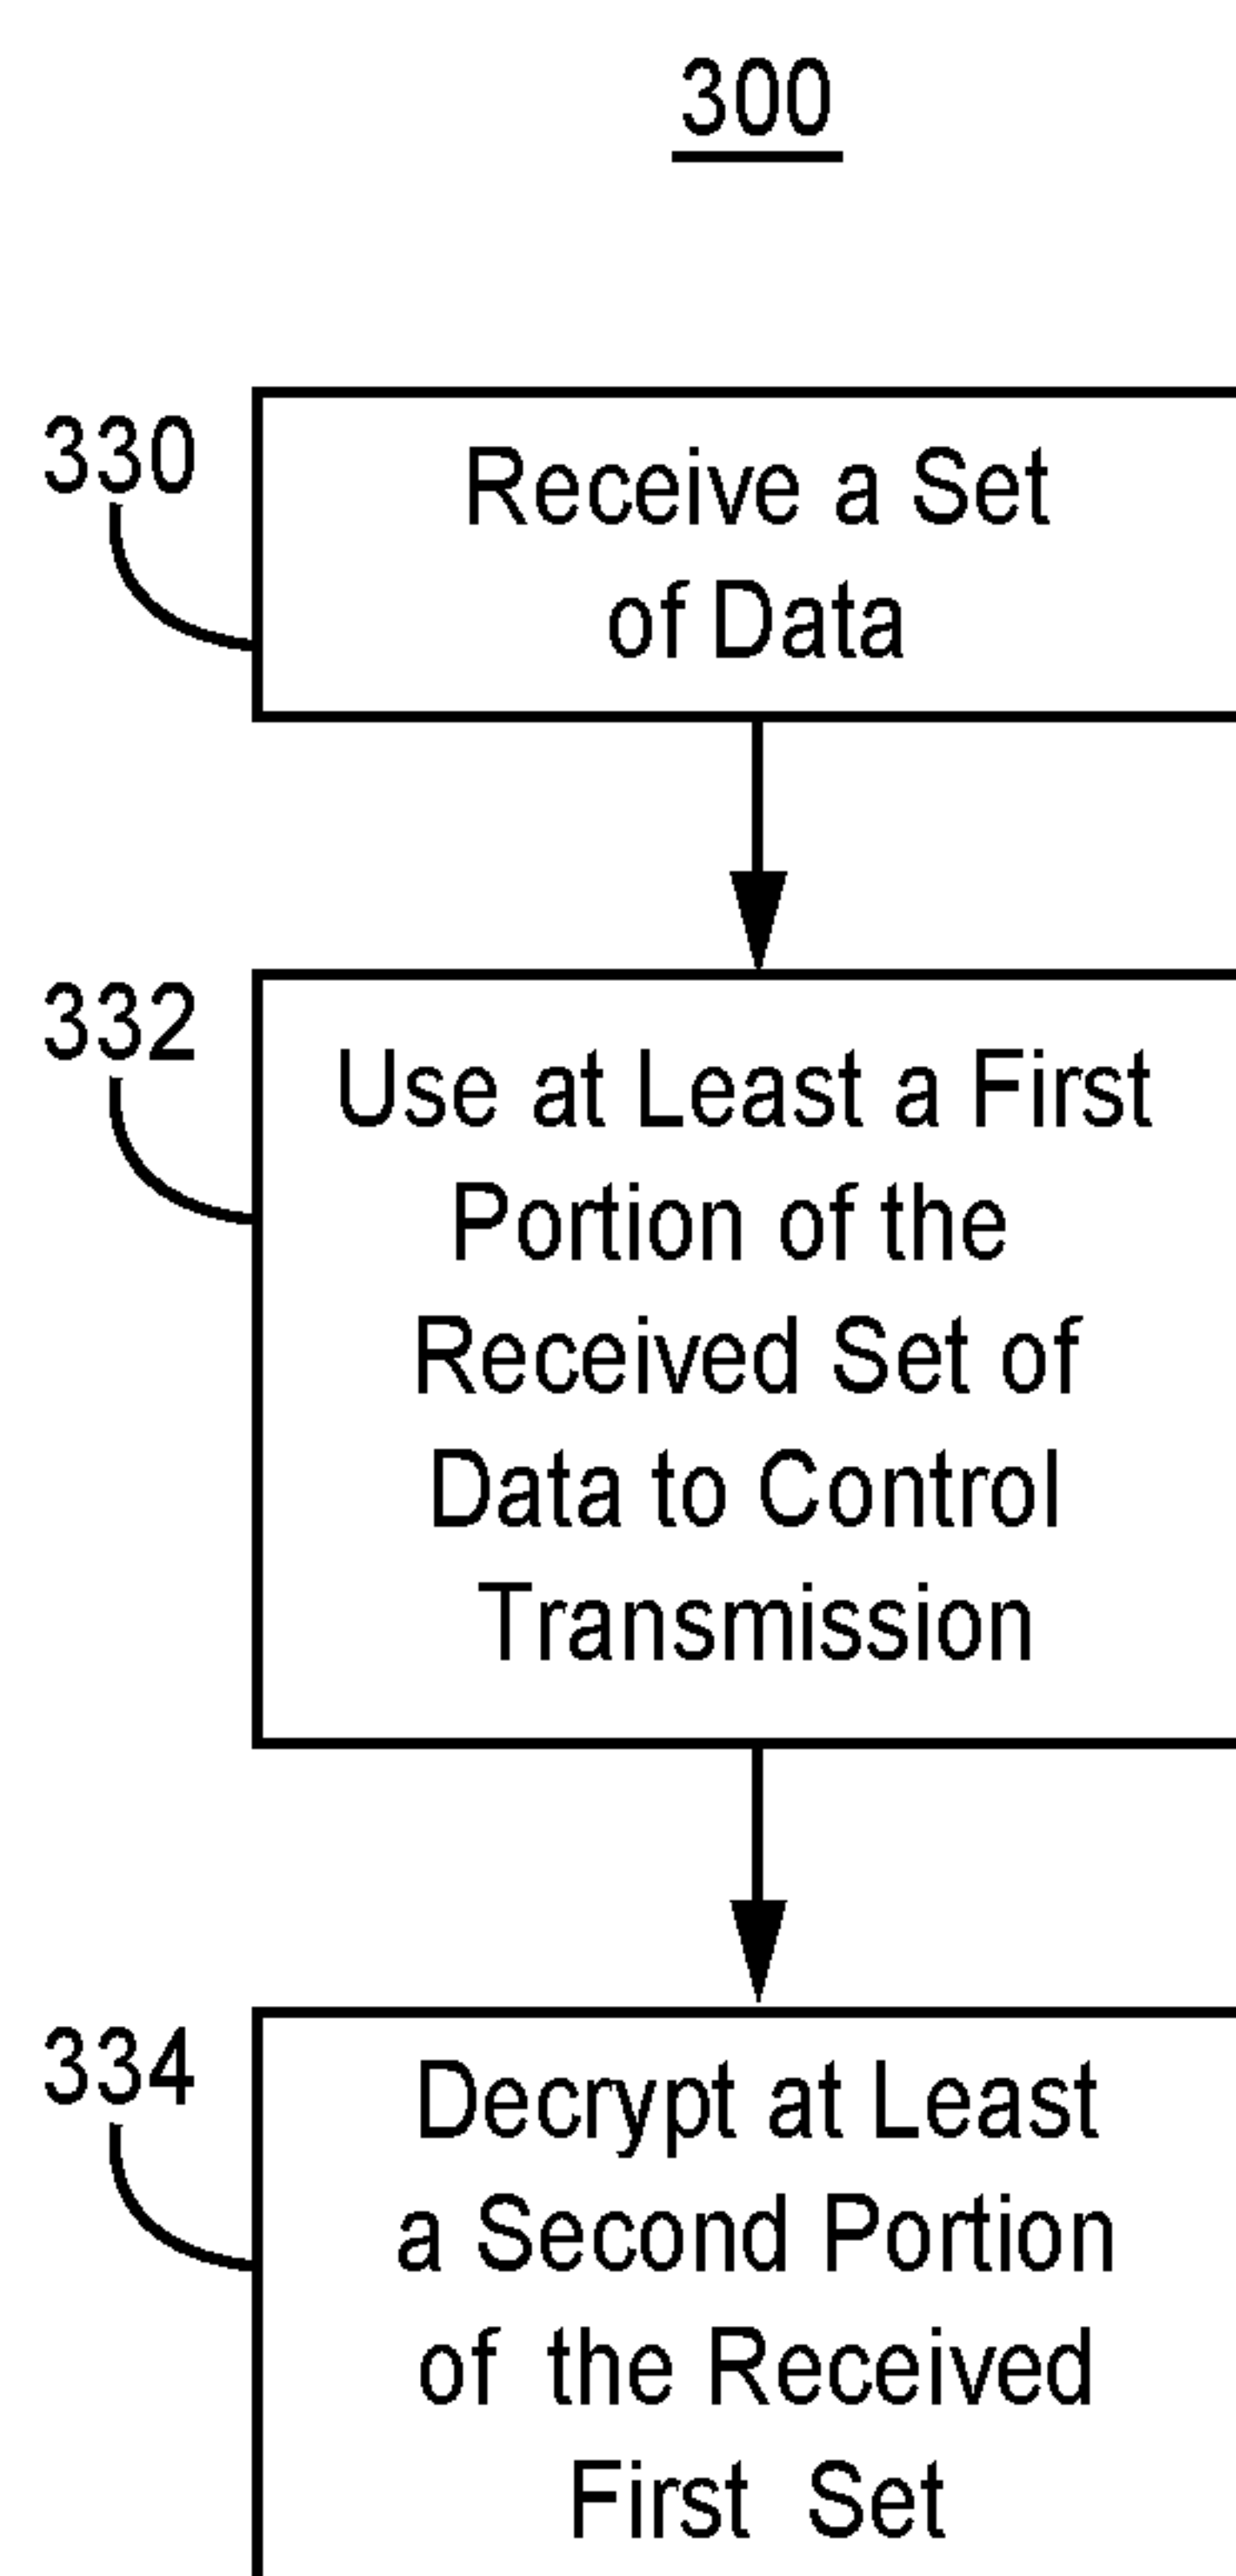 300
330
Receive a Set
of Data
332
Use at Least a First
Portion of the
Received Set of
Data to Control
Transmission
334
Decrypt at Least
a Second Portion
of the Received
First Set